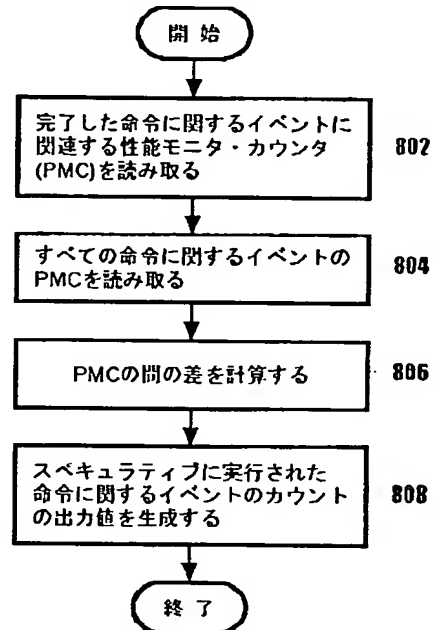 開 始
完了した命令に関するイベントに
関連する性能モニタ・カウンタ
(PMC)を読み取る
802
すべての命令に関するイベントの
PMCを読み取る
804
PMCの間の差を計算する
806
スペキュラティブに実行された
命令に関するイベントのカウント
の出力値を生成する
808
終 了